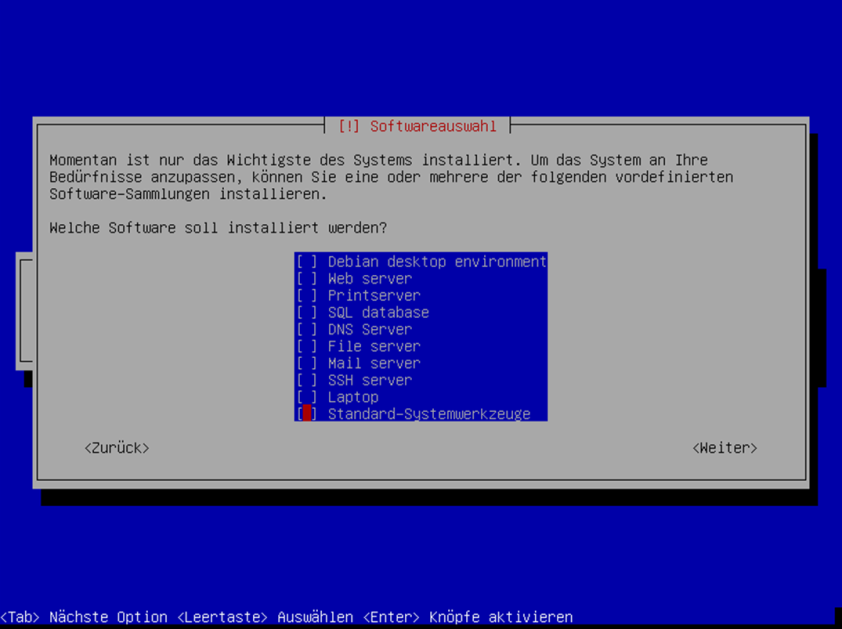 [!] Softwareauswahl
Momentan ist nur das Wichtigste des Systems installiert. Um das System an Ihre
Bedürfnisse anzupassen, können Sie eine oder mehrere der folgenden vordefinierten
Software-Sammlungen installieren.
Welche Software soll installiert werden?
[ ] Debian desktop environment
[ ] Web server
[ ] Printserver
[ ] SQL database
[ ] DNS Server
[ ] File server
[ ] Mail server
[ ] SSH server
[ ] Laptop
[ ] Standard-Systemwerkzeuge
<Zurück> <Weiter>
<Tab> Nächste Option <Leertaste> Auswählen <Enter> Knöpfe aktivieren